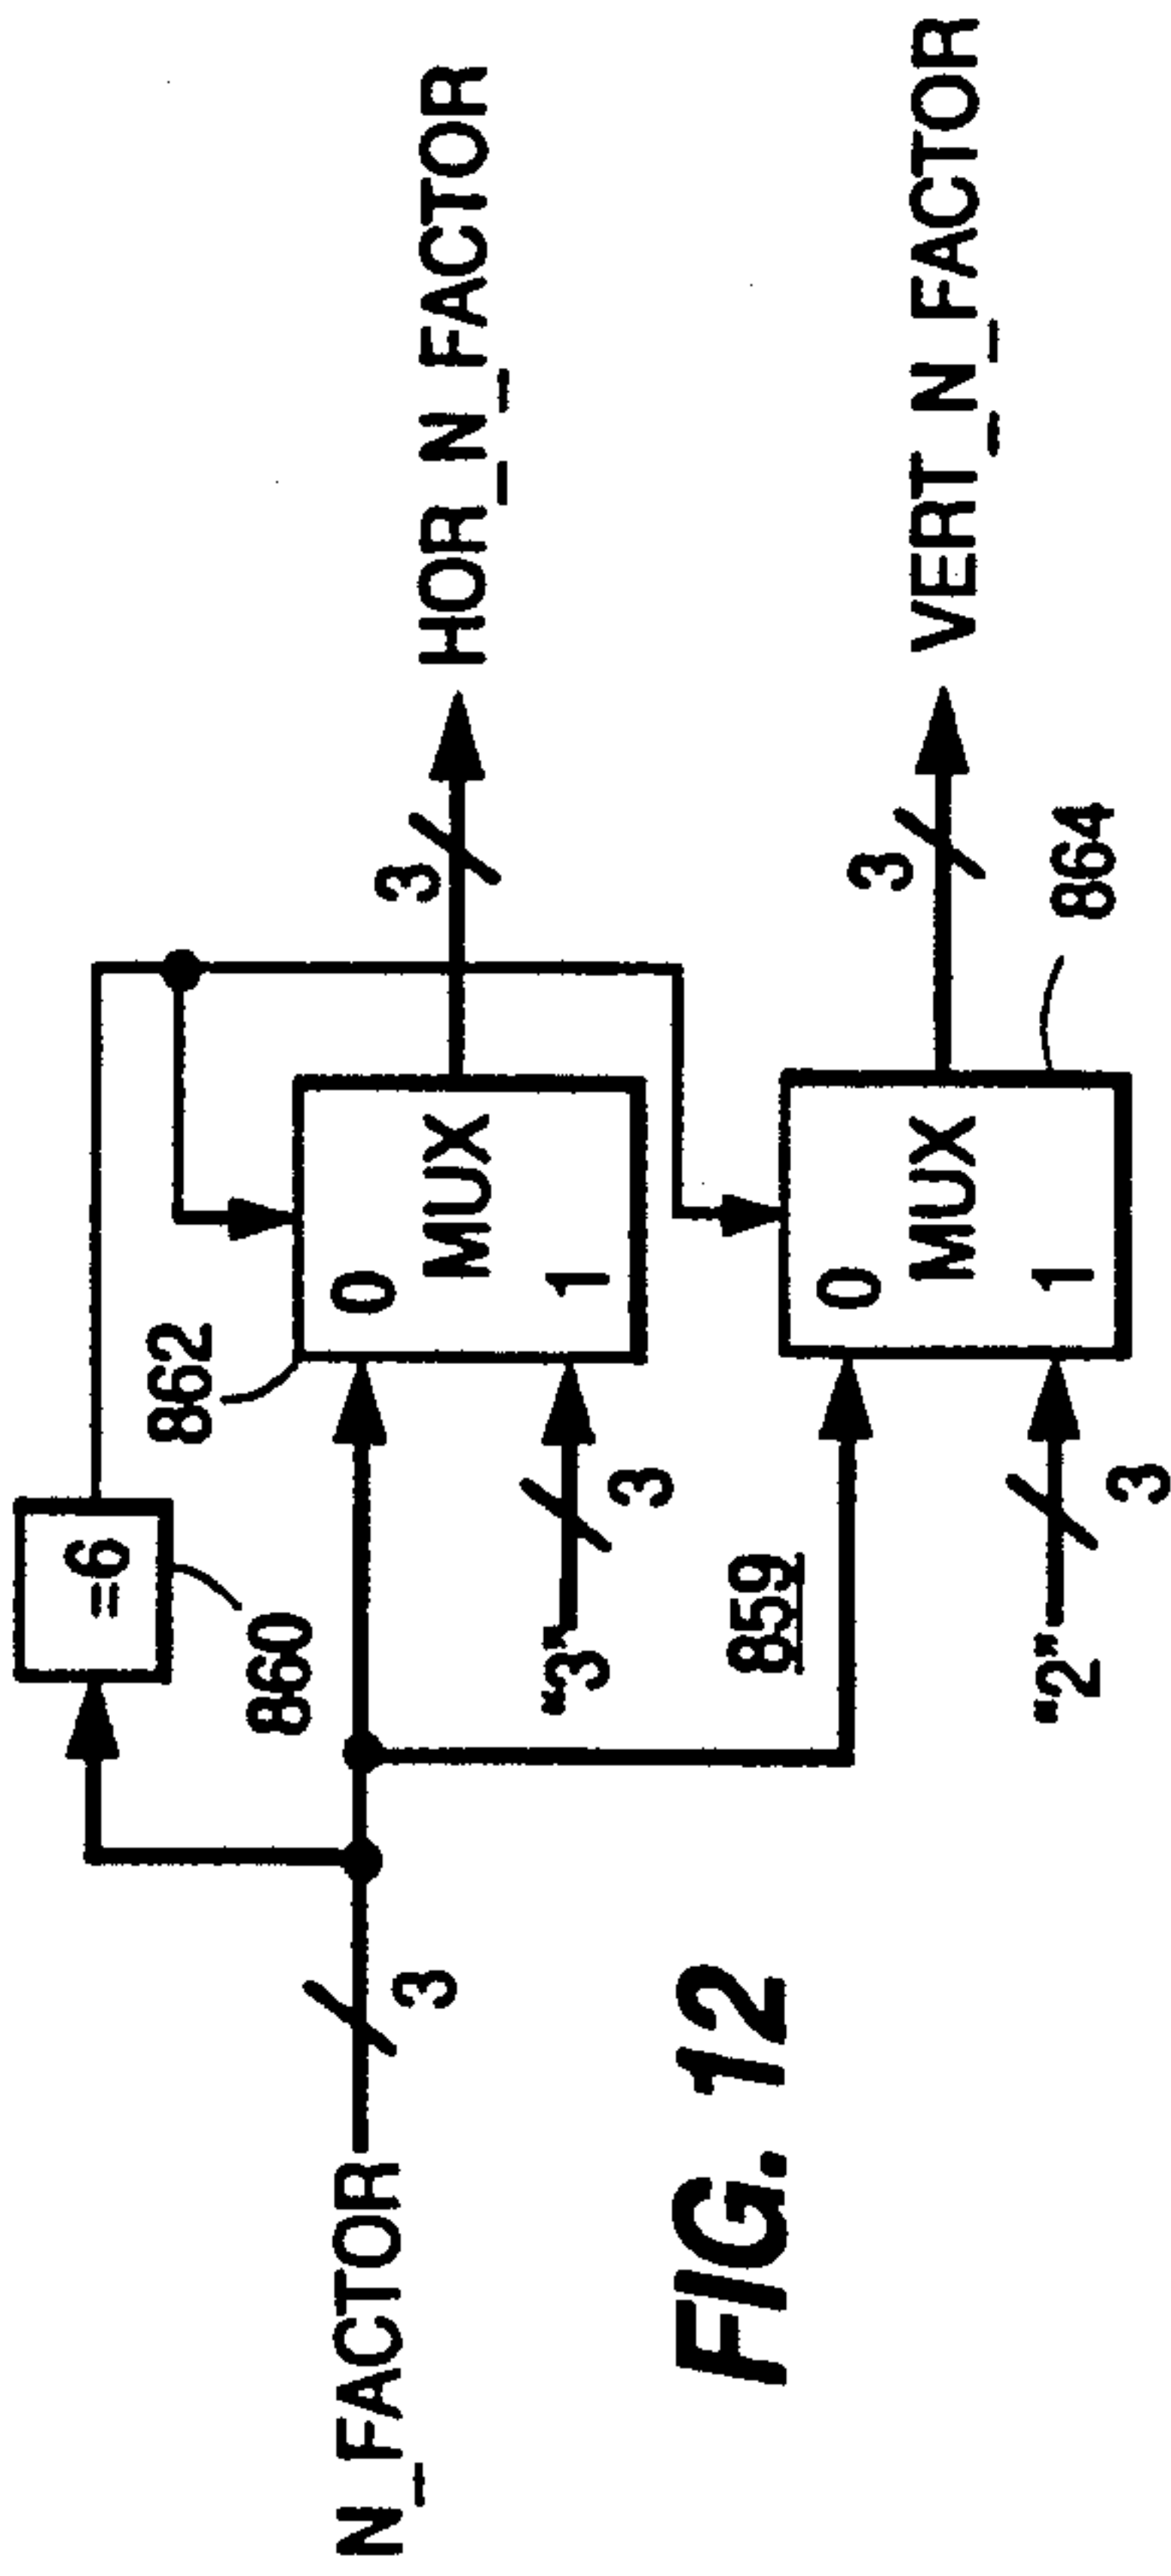 =6
860
862
N_FACTOR
3
0
MUX
1
3
HOR_N_FACTOR
“3”
3
859
0
MUX
1
3
VERT_N_FACTOR
“2”
3
864
FIG. 12